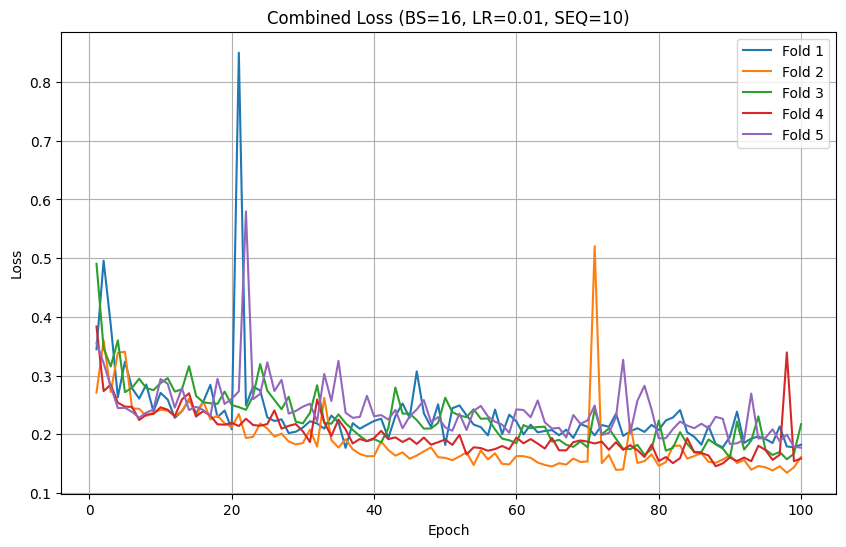 Combined Loss (BS=16, LR=0.01, SEQ=10)
Fold 1
Fold 2
Fold 3
Fold 4
Fold 5
Loss
0.8
0.7
0.6
0.5
0.4
0.3
0.2
0.1
0 20 40 60 80 100
Epoch